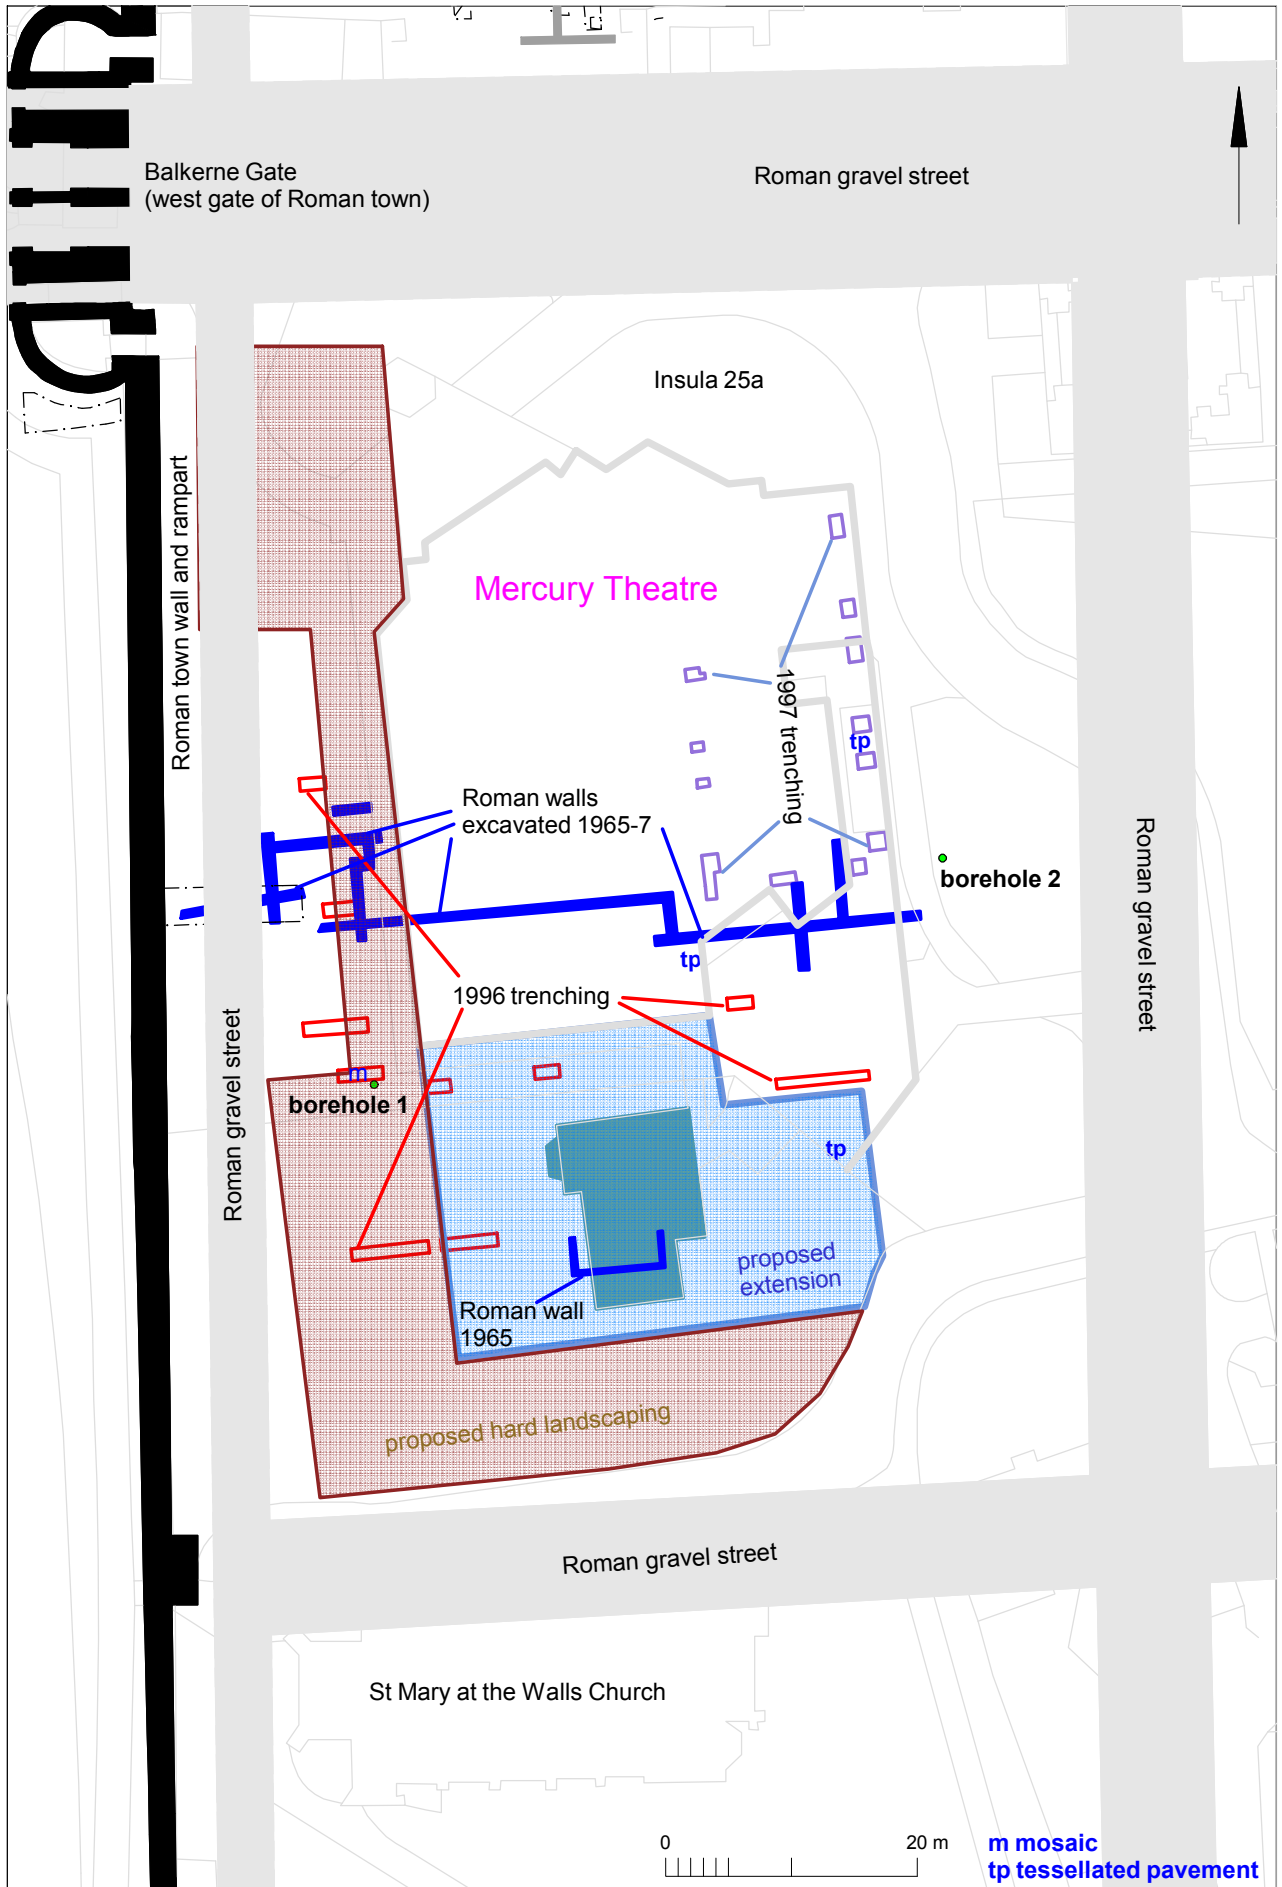 Balkerne Gate
(west gate of Roman town)
Roman gravel street
Insula 25a
Roman town wall and rampart
Mercury Theatre
1997 trenching
tp
Roman walls
excavated 1965-7
borehole 2
Roman gravel street
tp
1996 trenching
m
borehole 1
Roman gravel street
tp
proposed
extension
Roman wall
1965
proposed hard landscaping
Roman gravel street
St Mary at the Walls Church
0 20 m
m mosaic
tp tessellated pavement